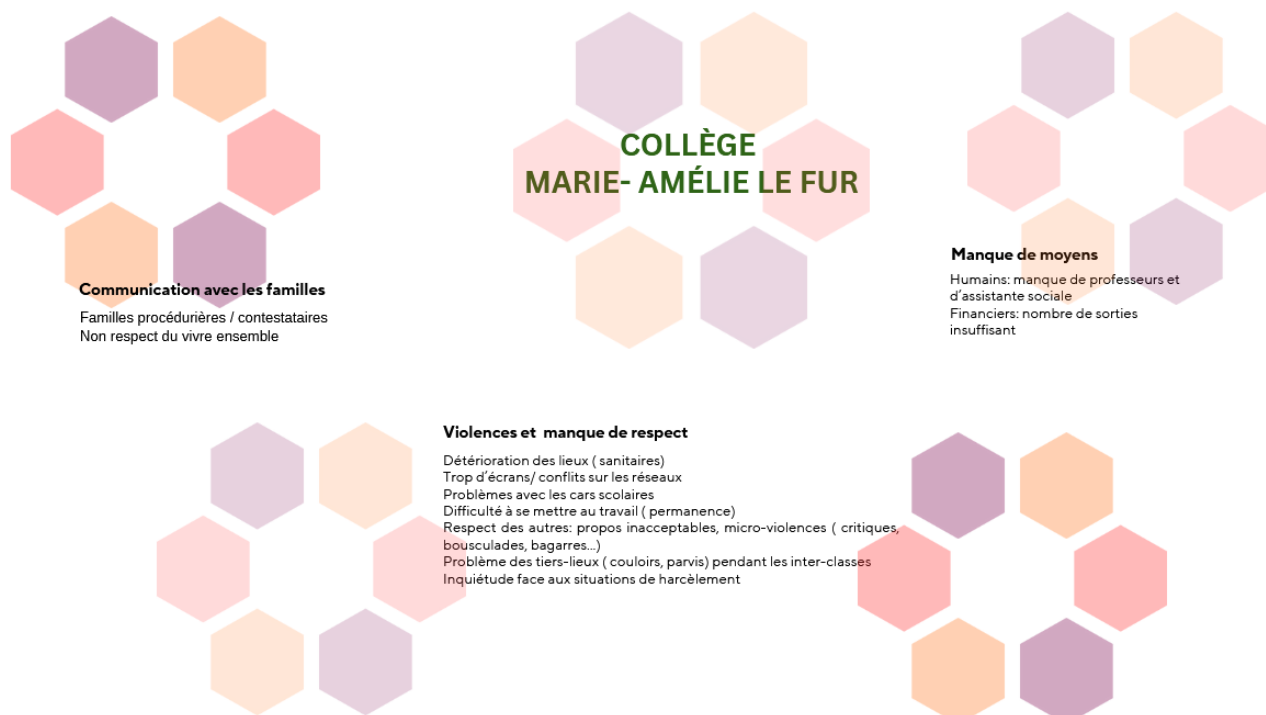 COLLÈGE
MARIE- AMÉLIE LE FUR
Communication avec les familles
Familles procédurières / contestataires
Non respect du vivre ensemble
Manque de moyens
Humains: manque de professeurs et
d'assistante sociale
Financiers: nombre de sorties
insuffisant
Violences et manque de respect
Détérioration des lieux ( sanitaires)
Trop d'écrans/ conflits sur les réseaux
Problèmes avec les cars scolaires
Difficulté à se mettre au travail ( permanence)
Respect des autres: propos inacceptables, micro-violences ( critiques,
bousculades, bagarres...)
Problème des tiers-lieux ( couloirs, parvis) pendant les inter-classes
Inquiétude face aux situations de harcèlement